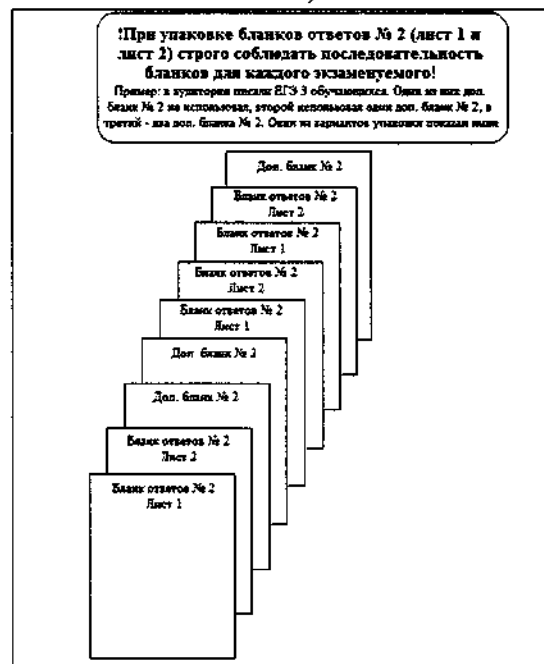 !При упаковке бланков ответов № 2 (лист 1 и
лист 2) строго соблюдать последовательность
бланков для каждого экзаменуемого!
Пример: в аудитории писали ЕГЭ 3 обучающихся. Один из них доп.
бланк № 2 не использовал, второй использовал один доп. бланк № 2, а
третий - два доп. бланка № 2. Один из вариантов упаковки показан ниже
Доп. бланк № 2
Бланк ответов № 2
Лист 2
Бланк ответов № 2
Лист 1
Бланк ответов № 2
Лист 2
Бланк ответов № 2
Лист 1
Доп. бланк № 2
Доп. бланк № 2
Бланк ответов № 2
Лист 2
Бланк ответов № 2
Лист 1